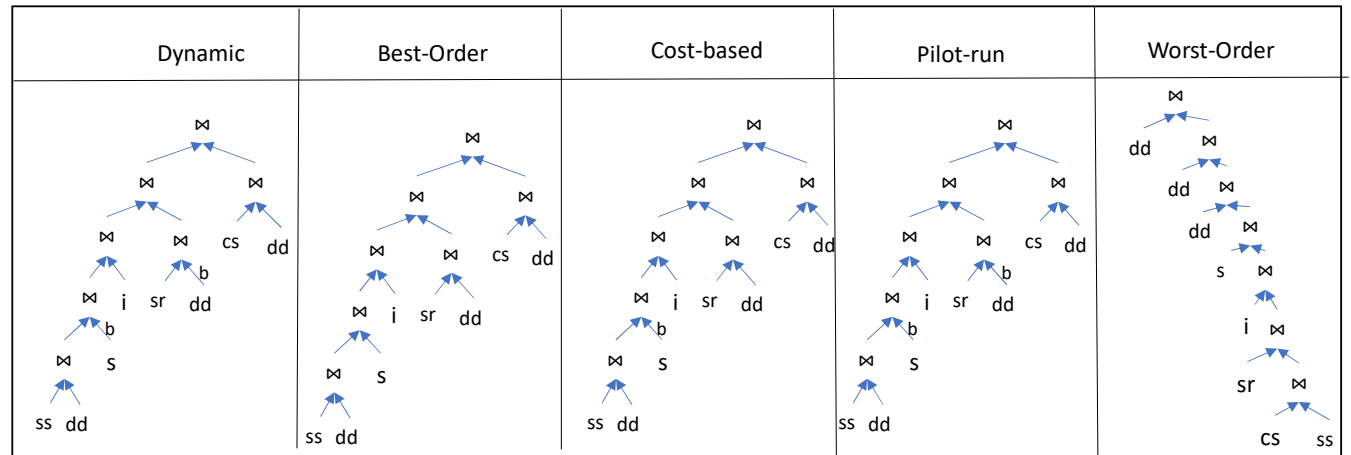 Dynamic Best-Order Cost-based Pilot-run Worst-Order
⋈
⋈ ⋈ ⋈
dd
⋈ ⋈
⋈ ⋈ ⋈ ⋈ ⋈ ⋈ dd ⋈
⋈ ⋈
dd ⋈
⋈ ⋈ cs dd ⋈ ⋈ cs dd ⋈ ⋈ cs dd
⋈ ⋈ cs dd
b b s ⋈
⋈ i sr dd ⋈ i sr dd ⋈ i sr dd
⋈ i sr dd
b b b i ⋈
⋈ s ⋈ s ⋈ s
⋈ s sr ⋈
ss dd ss dd ss dd
ss dd cs ss